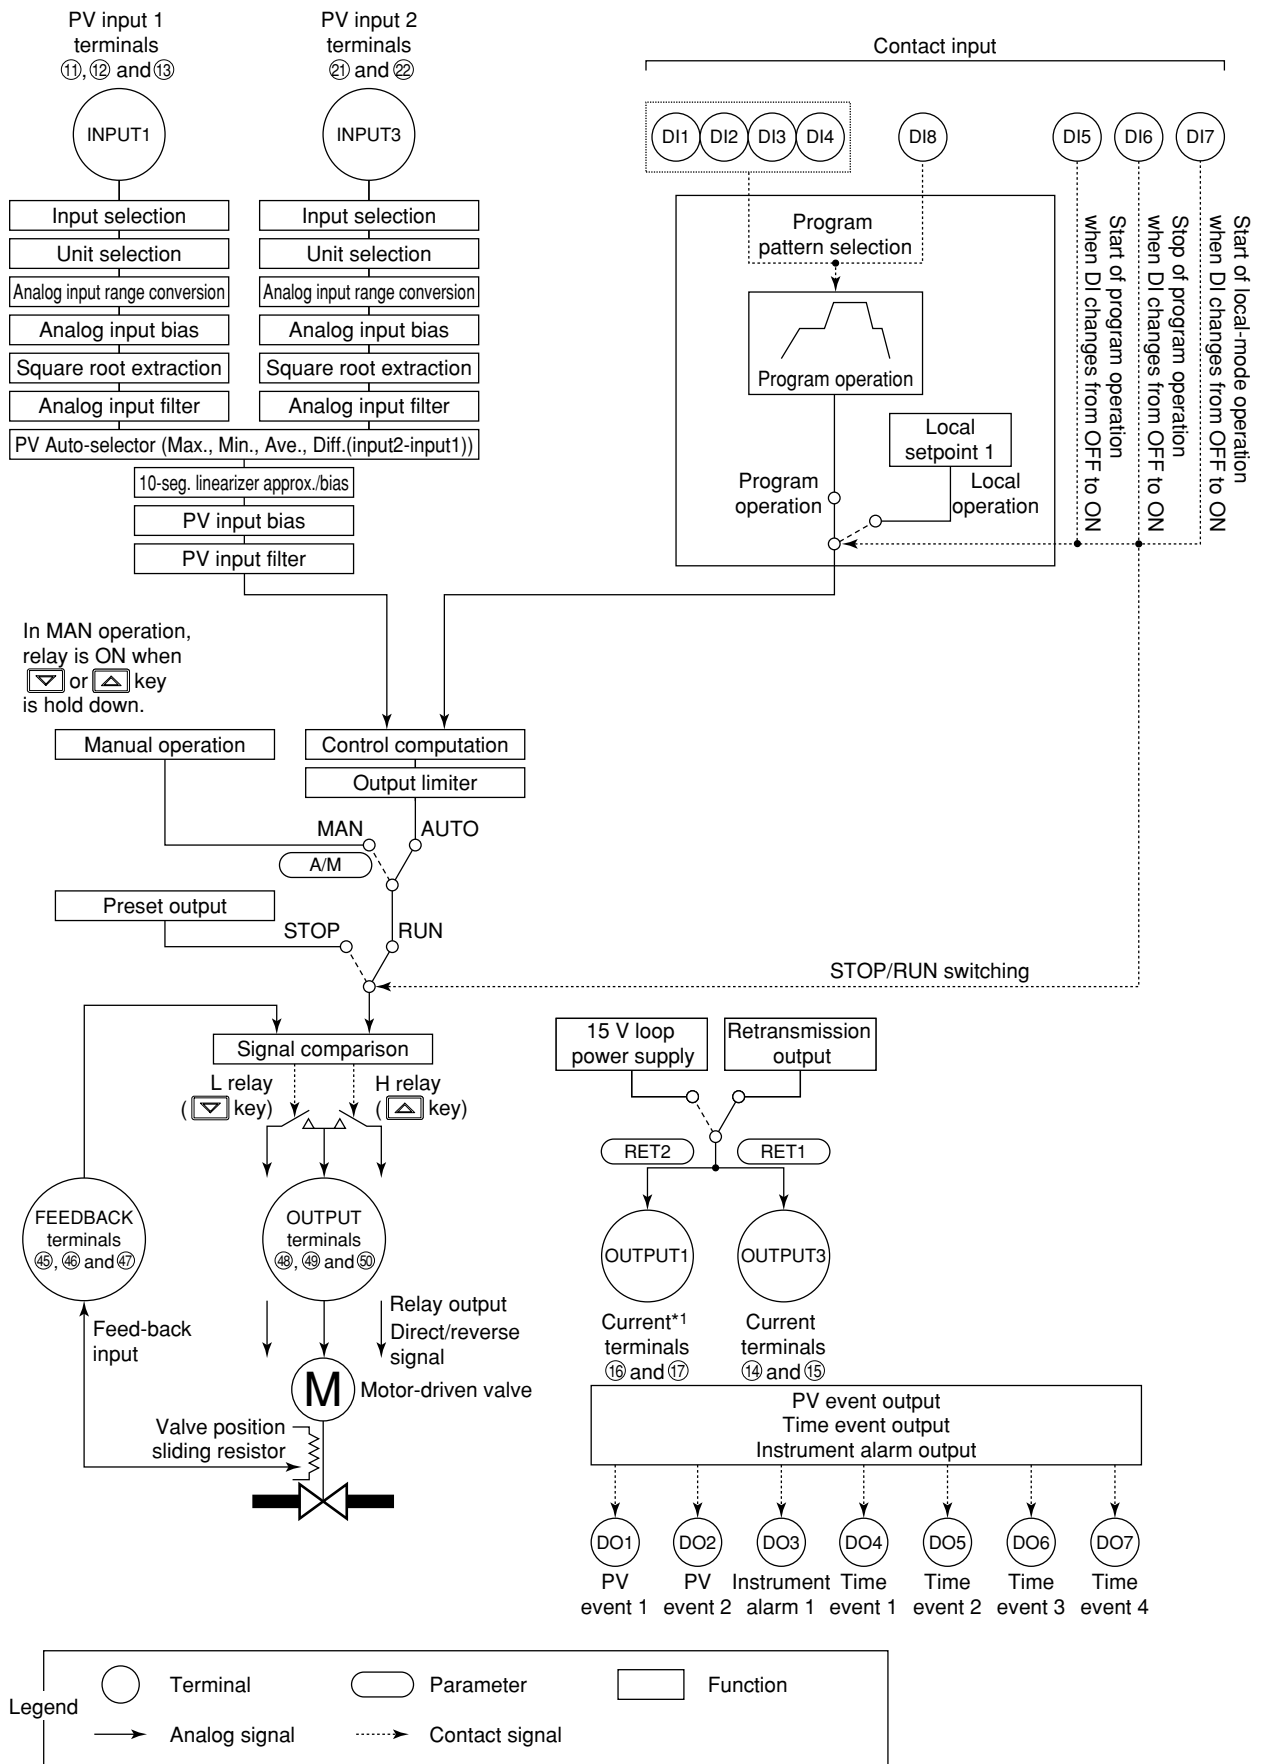 PV input 1
terminals
⑪, ⑫ and ⑬
INPUT1
PV input 2
terminals
㉑ and ㉒
INPUT3
Contact input
DI1
DI2
DI3
DI4
DI8
DI5
DI6
DI7
Input selection
Unit selection
Analog input range conversion
Analog input bias
Square root extraction
Analog input filter
Input selection
Unit selection
Analog input range conversion
Analog input bias
Square root extraction
Analog input filter
PV Auto-selector (Max., Min., Ave., Diff.(input2-input1))
10-seg. linearizer approx./bias
PV input bias
PV input filter
Program
pattern selection
Program operation
Local
setpoint 1
Program
operation
Local
operation
Start of program operation
when DI changes from OFF to ON
Stop of program operation
when DI changes from OFF to ON
Start of local-mode operation
when DI changes from OFF to ON
In MAN operation,
relay is ON when
▽ or △ key
is hold down.
Manual operation
Control computation
Output limiter
MAN
AUTO
A/M
Preset output
STOP
RUN
STOP/RUN switching
Signal comparison
L relay
(▽ key)
H relay
(△ key)
FEEDBACK
terminals
㊺, ㊻ and ㊼
OUTPUT
terminals
㊽, ㊾ and ㊿
Feed-back
input
Relay output
Direct/reverse
signal
M
Motor-driven valve
Valve position
sliding resistor
15 V loop
power supply
Retransmission
output
RET2
RET1
OUTPUT1
OUTPUT3
Current*1
terminals
⑯ and ⑰
Current
terminals
⑭ and ⑮
PV event output
Time event output
Instrument alarm output
DO1
DO2
DO3
DO4
DO5
DO6
DO7
PV
event 1
PV
event 2
Instrument
alarm 1
Time
event 1
Time
event 2
Time
event 3
Time
event 4
Legend
Terminal
Parameter
Function
Analog signal
Contact signal